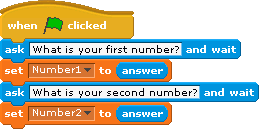 when clicked
ask What is your first number? and wait
set Number1 to answer
ask What is your second number? and wait
set Number2 to answer